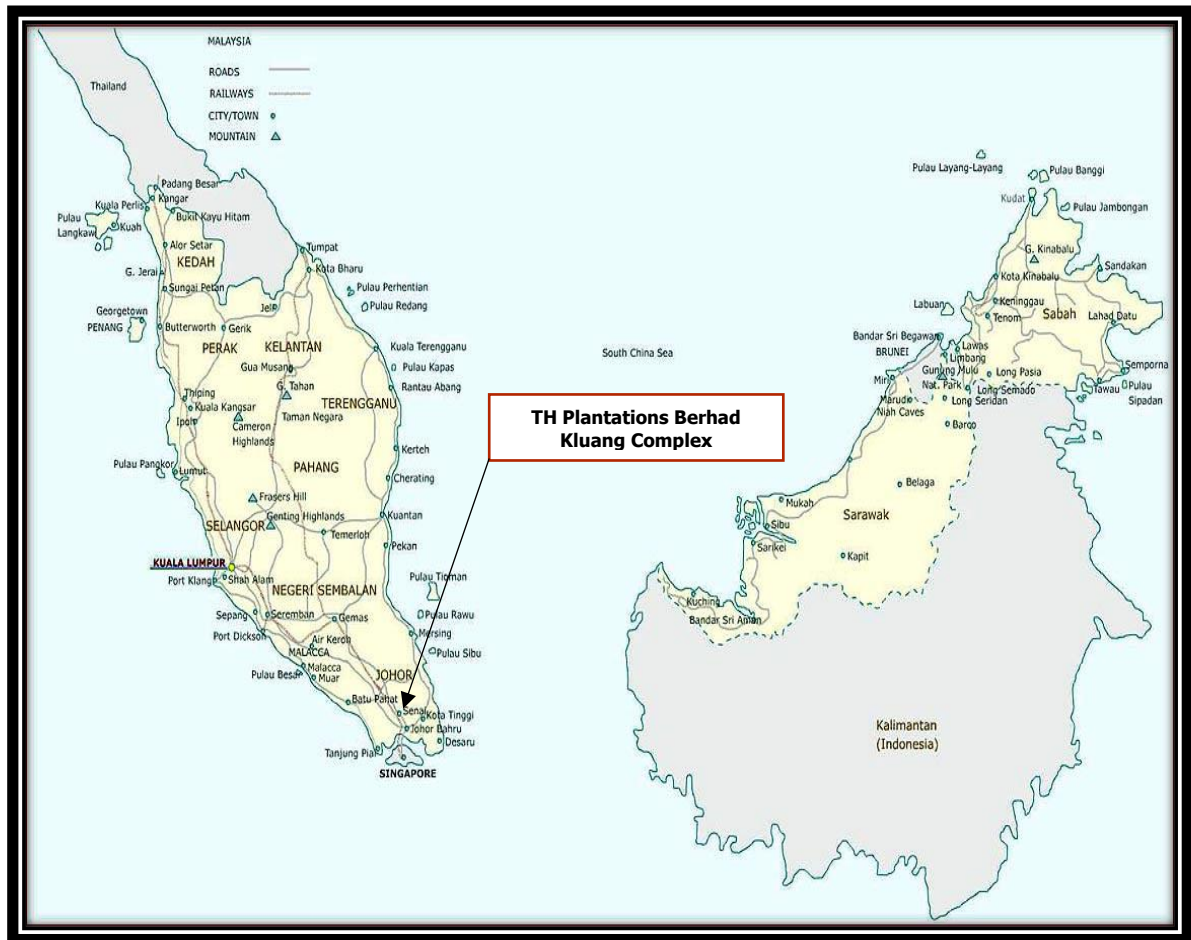 MALAYSIA
ROADS
RAILWAYS
CITY/TOWN
MOUNTAIN
Thailand
Padang Besar
Kangar
Kuala Perlis
Bukit Kayu Hitam
Pulau
Langkawi
Kuah
Alor Setar
KEDAH
G. Jerai
Sungai Petan
Georgetown
PENANG
Butterworth
Gerik
Jeli
Tumpat
Kota Bharu
Pulau Perhentian
Pulau Redang
PERAK
KELANTAN
Gua Musang
Kuala Terengganu
Pulau Kapas
Rantau Abang
G. Tahan
TERENGGANU
Taman Negara
Thiping
Kuala Kangsar
Ipoh
Cameron
Highlands
Kerteh
PAHANG
Cherating
Pulau Pangkor
Lumut
Frasers Hill
SELANGOR
Genting Highlands
Kuantan
Temerloh
Pekan
KUALA LUMPUR
Port Klang
Shah Alam
NEGERI SEMBALAN
Pulau Tioman
Sepang
Seremban
Gemas
Pulau Rawu
Port Dickson
Air Keroh
MALACCA
Mersing
Pulau Sibu
Pulau Besar
Malacca
Muar
JOHOR
Batu Pahat
Senai
Kota Tinggi
Johor Bahru
Desaru
Tanjung Piai
SINGAPORE
TH Plantations Berhad
Kluang Complex
South China Sea
Pulau Layang-Layang
Pulau Banggi
Kudat
Pulau Jambongan
G. Kinabalu
Kota Kinabalu
Sandakan
Labuan
Keninggau
Tenom
Sabah
Lahad Datu
Bandar Sri Begawan
BRUNEI
Lawas
Limbang
Gunung Mulu
Nat. Park
Long Pasia
Semporna
Tawau
Pulau
Sipadan
Miri
Marudi
Niah Caves
Long Semado
Long Seridan
Bareo
Belaga
Mukah
Sibu
Sarawak
Sarikei
Kapit
Kuching
Bandar Sri Aman
Kalimantan
(Indonesia)